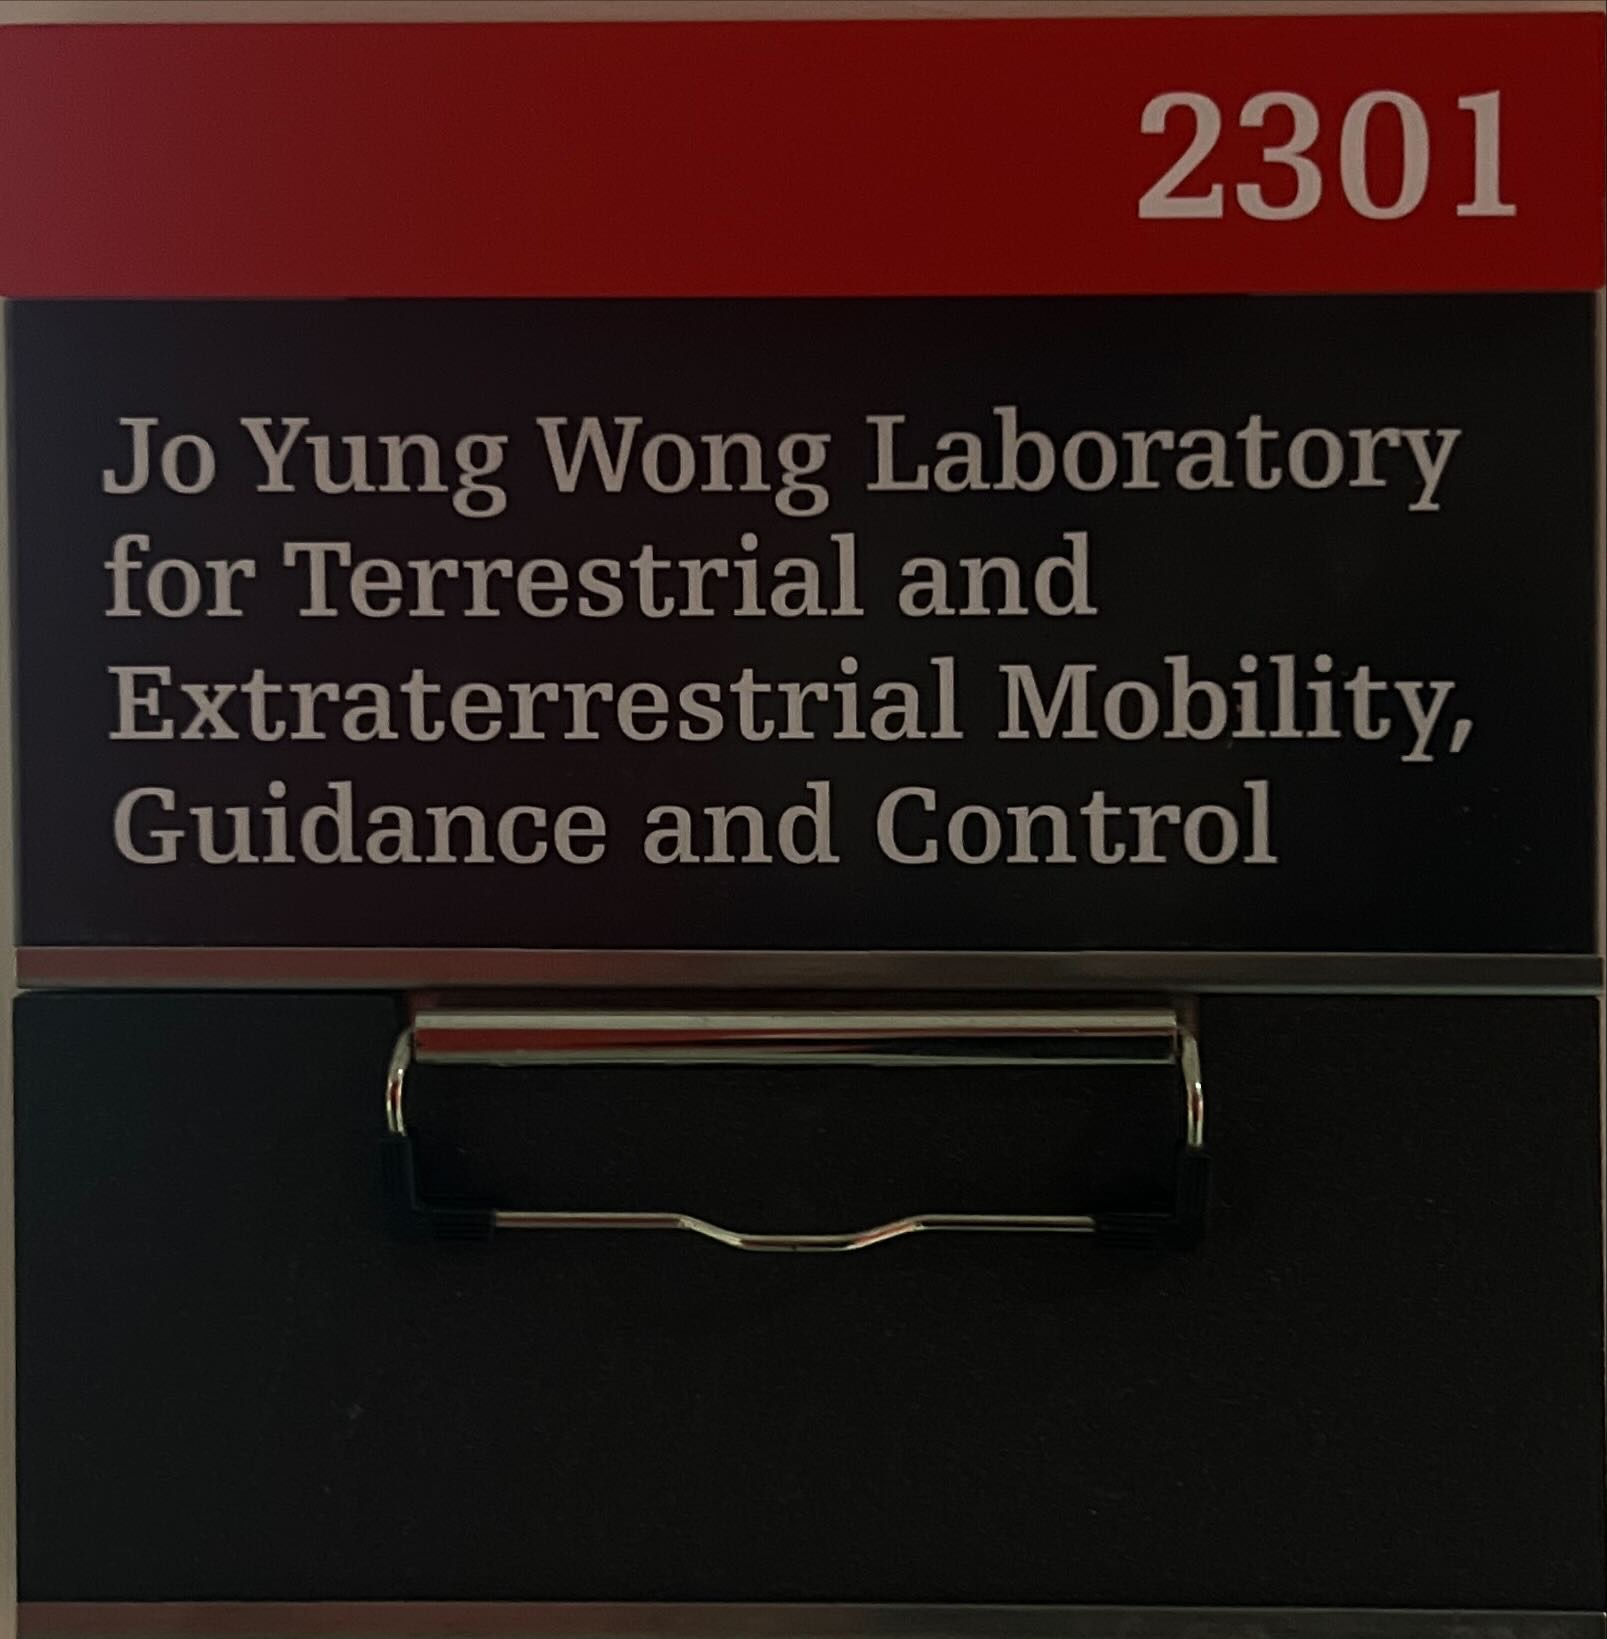 2301
Jo Yung Wong Laboratory
for Terrestrial and
Extraterrestrial Mobility,
Guidance and Control